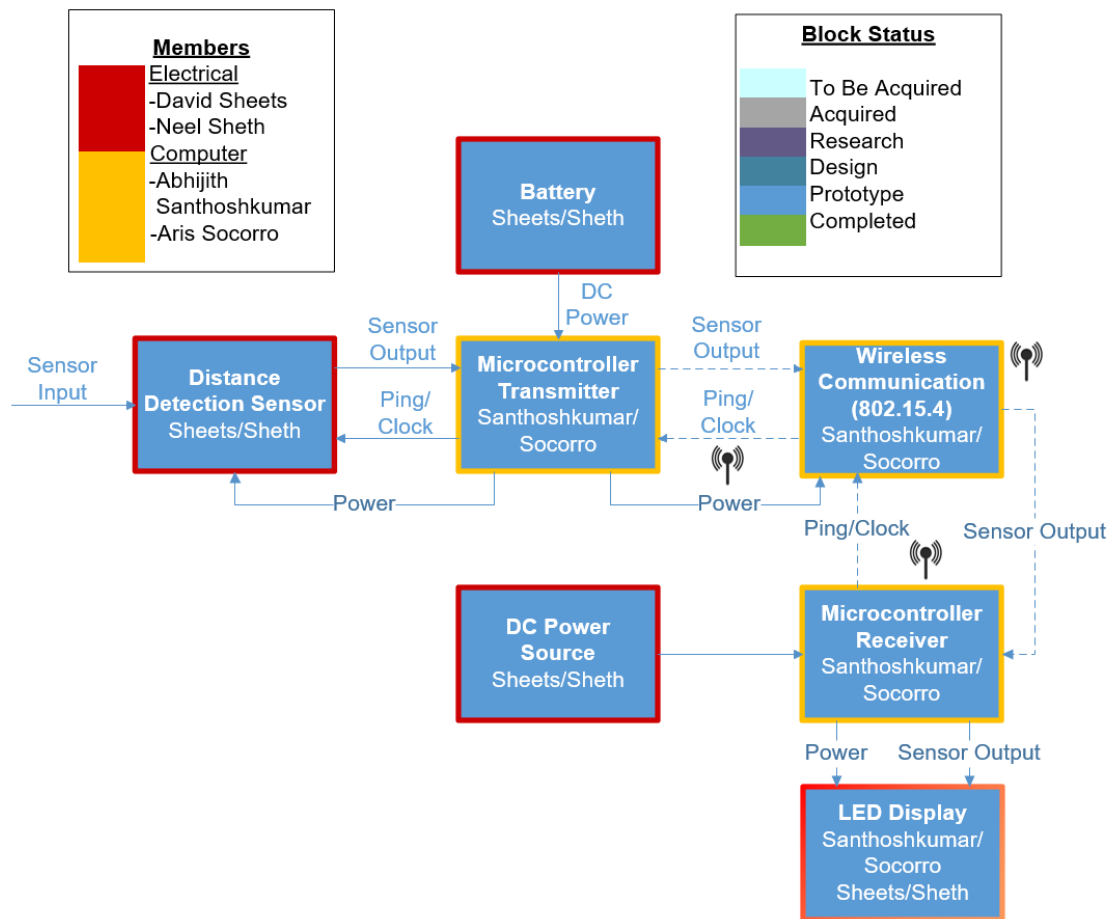 Members
Electrical
-David Sheets
-Neel Sheth
Computer
-Abhijith
Santhoshkumar
-Aris Socorro
Block Status
To Be Acquired
Acquired
Research
Design
Prototype
Completed
Battery
Sheets/Sheth
DC
Power
Sensor
Input
Distance
Detection Sensor
Sheets/Sheth
Sensor
Output
Ping/
Clock
Microcontroller
Transmitter
Santhoshkumar/
Socorro
Sensor
Output
Ping/
Clock
Wireless
Communication
(802.15.4)
Santhoshkumar/
Socorro
Power
Power
Ping/Clock
Sensor Output
DC Power
Source
Sheets/Sheth
Microcontroller
Receiver
Santhoshkumar/
Socorro
Power
Sensor Output
LED Display
Santhoshkumar/
Socorro
Sheets/Sheth